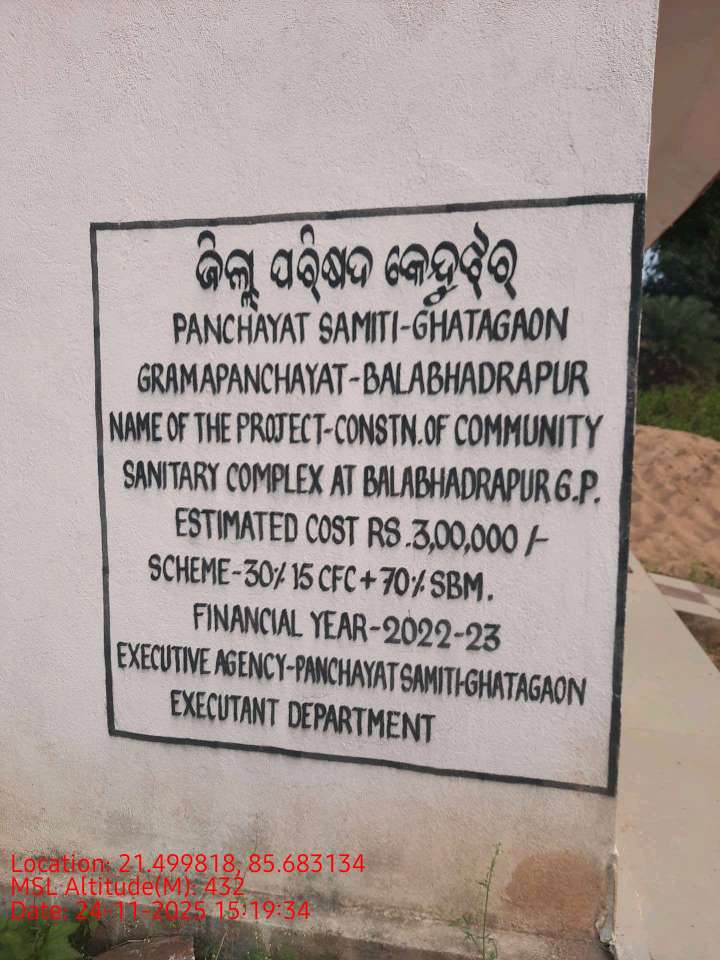 ଜିଲ୍ଲା ପରିଷଦ କେନ୍ଦୁଝର
PANCHAYAT SAMITI-GHATAGAON
GRAMAPANCHAYAT-BALABHADRAPUR
NAME OF THE PROJECT-CONSTN.OF COMMUNITY
SANITARY COMPLEX AT BALABHADRAPUR G.P.
ESTIMATED COST RS.3,00,000/-
SCHEME-30% 15 CFC+70% SBM.
FINANCIAL YEAR-2022-23
EXECUTIVE AGENCY-PANCHAYAT SAMITI-GHATAGAON
EXECUTANT DEPARTMENT
Location: 21.499818, 85.683134
MSL Altitude(M): 432
Date: 24-11-2025 15:19:34